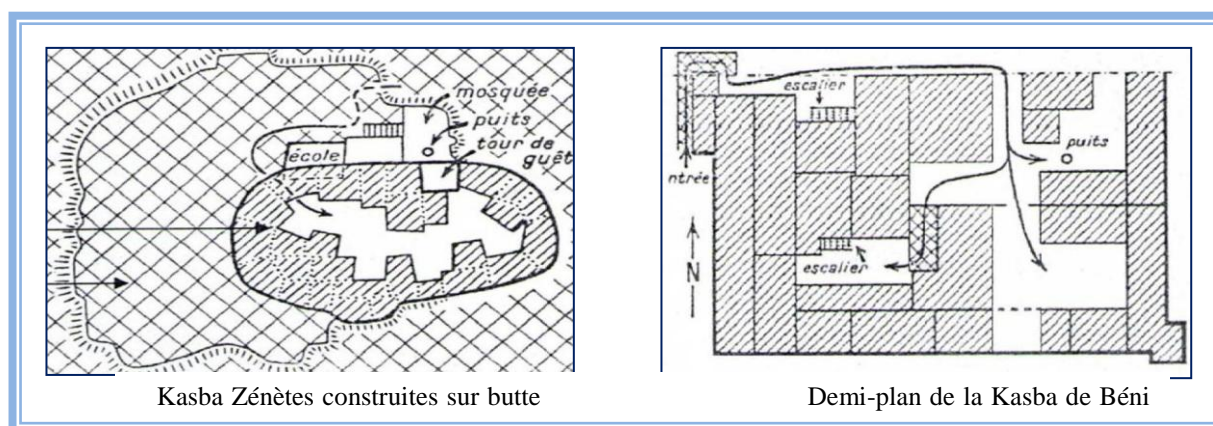 mosquée
puits
tour de
guêt
école
Kasba Zénètes construites sur butte
escalier
puits
ntrée
N
escalier
Demi-plan de la Kasba de Béni